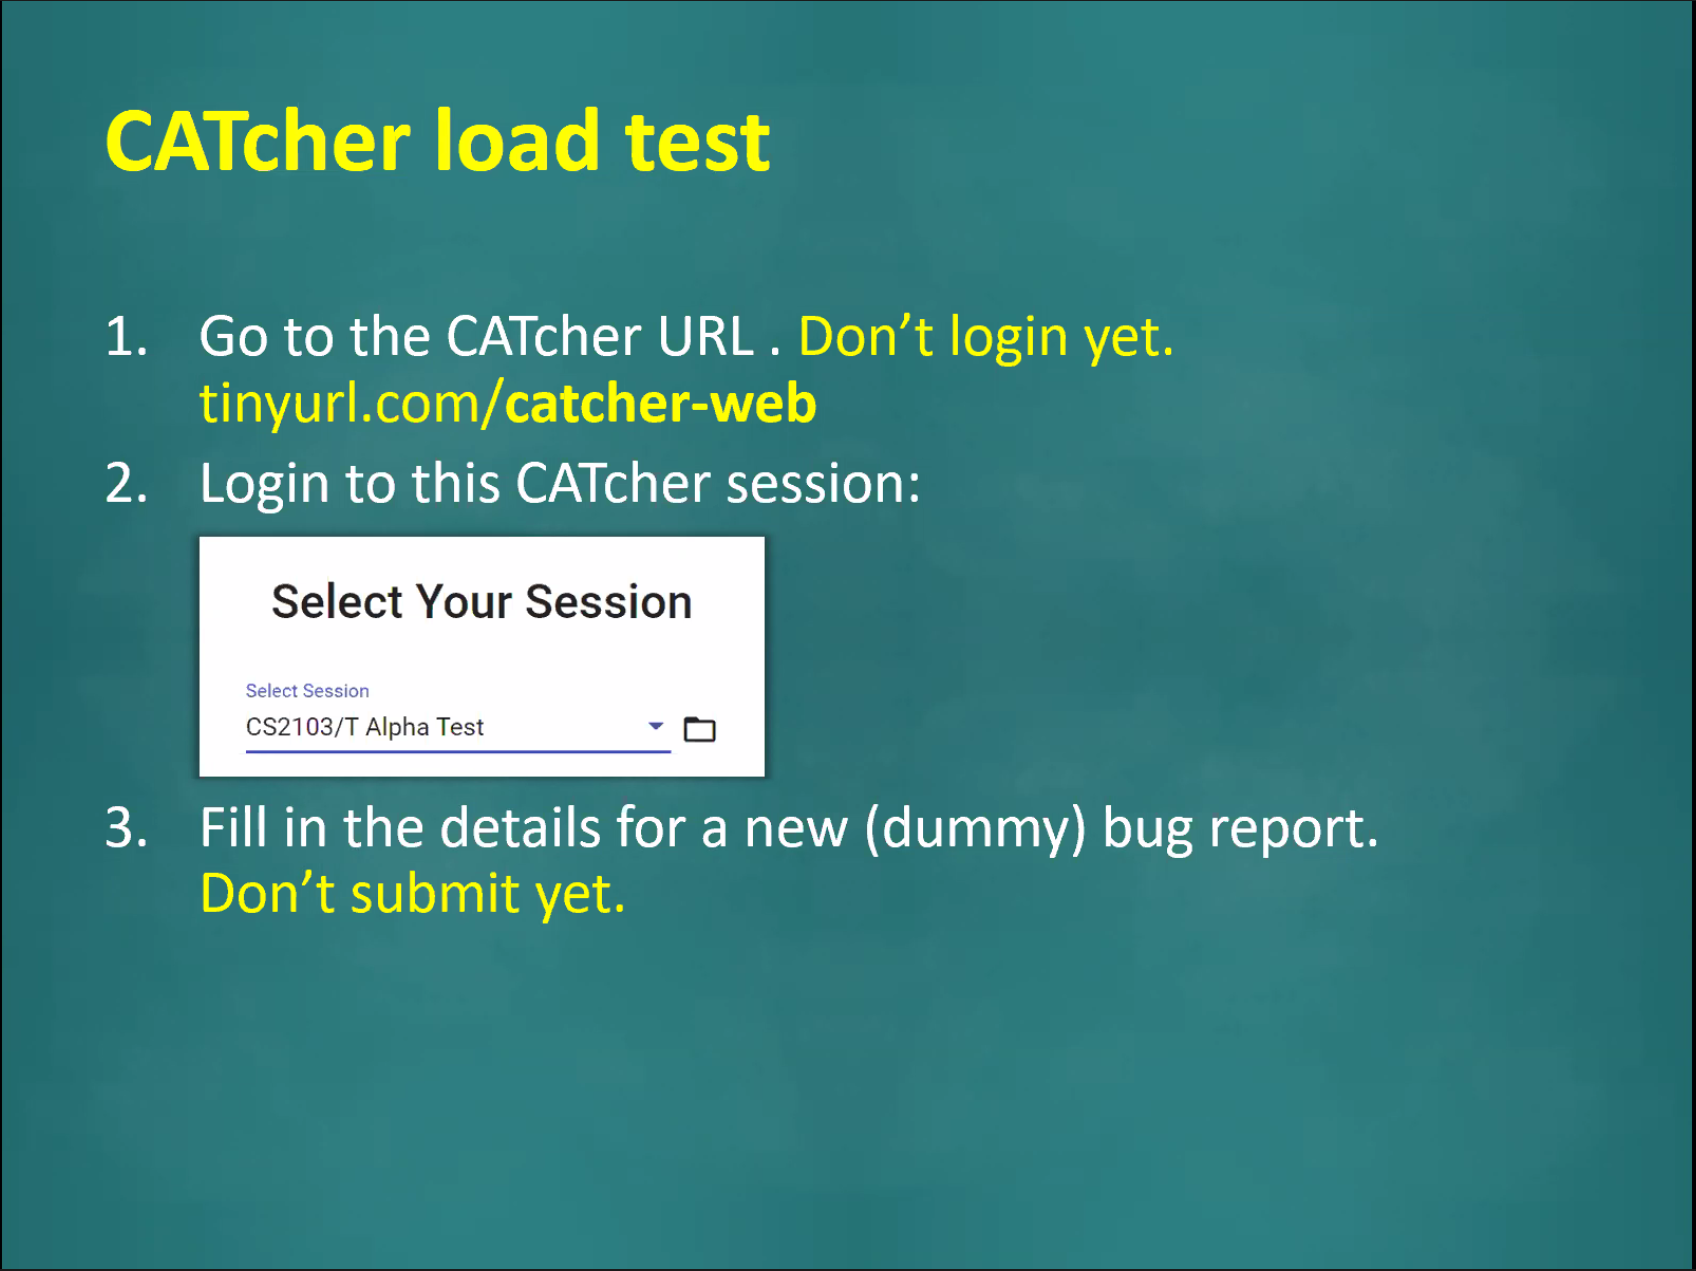 CATcher load test
1. Go to the CATcher URL . Don’t login yet.
tinyurl.com/catcher-web
2. Login to this CATcher session:
Select Your Session
Select Session
CS2103/T Alpha Test
3. Fill in the details for a new (dummy) bug report.
Don’t submit yet.